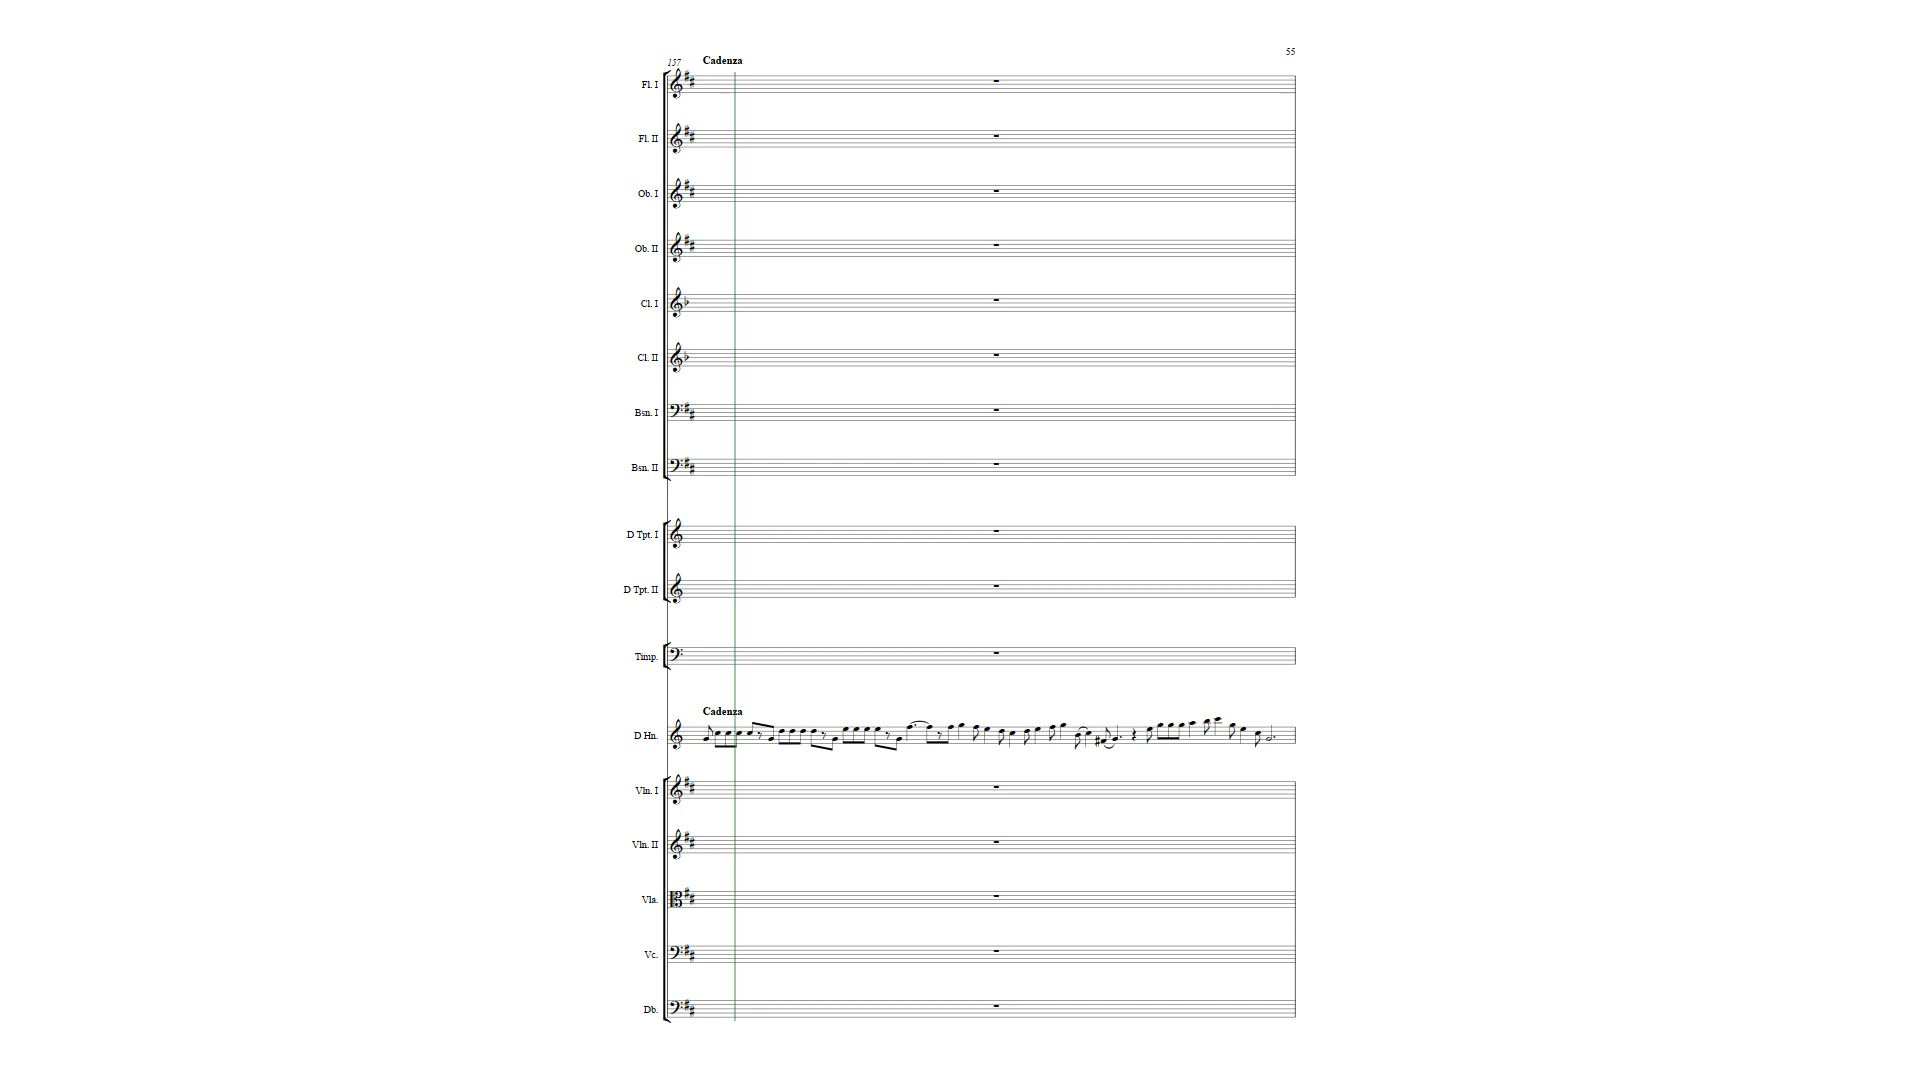 55
157 Cadenza
Fl. I
Fl. II
Ob. I
Ob. II
Cl. I
Cl. II
Bsn. I
Bsn. II
D Tpt. I
D Tpt. II
Timp.
Cadenza
D Hn.
Vln. I
Vln. II
Vla.
Vc.
Db.